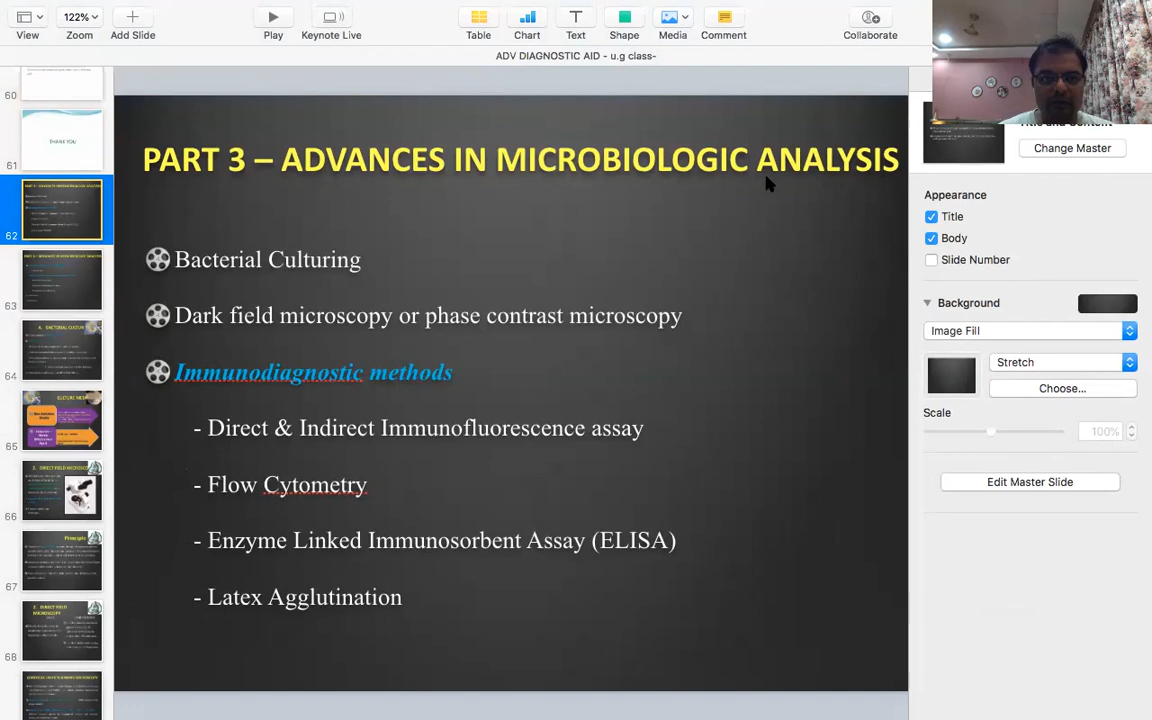 View
122%
Zoom
Add Slide
Play
Keynote Live
Table
Chart
Text
Shape
Media
Comment
Collaborate
ADV DIAGNOSTIC AID - u.g class-
60
THANK YOU
61
62
63
64
65
66
Principle
67
68
PART 3 – ADVANCES IN MICROBIOLOGIC ANALYSIS
Bacterial Culturing
Dark field microscopy or phase contrast microscopy
Immunodiagnostic methods
- Direct & Indirect Immunofluorescence assay
- Flow Cytometry
- Enzyme Linked Immunosorbent Assay (ELISA)
- Latex Agglutination
Change Master
Appearance
Title
Body
Slide Number
Background
Image Fill
Stretch
Choose...
Scale
100%
Edit Master Slide